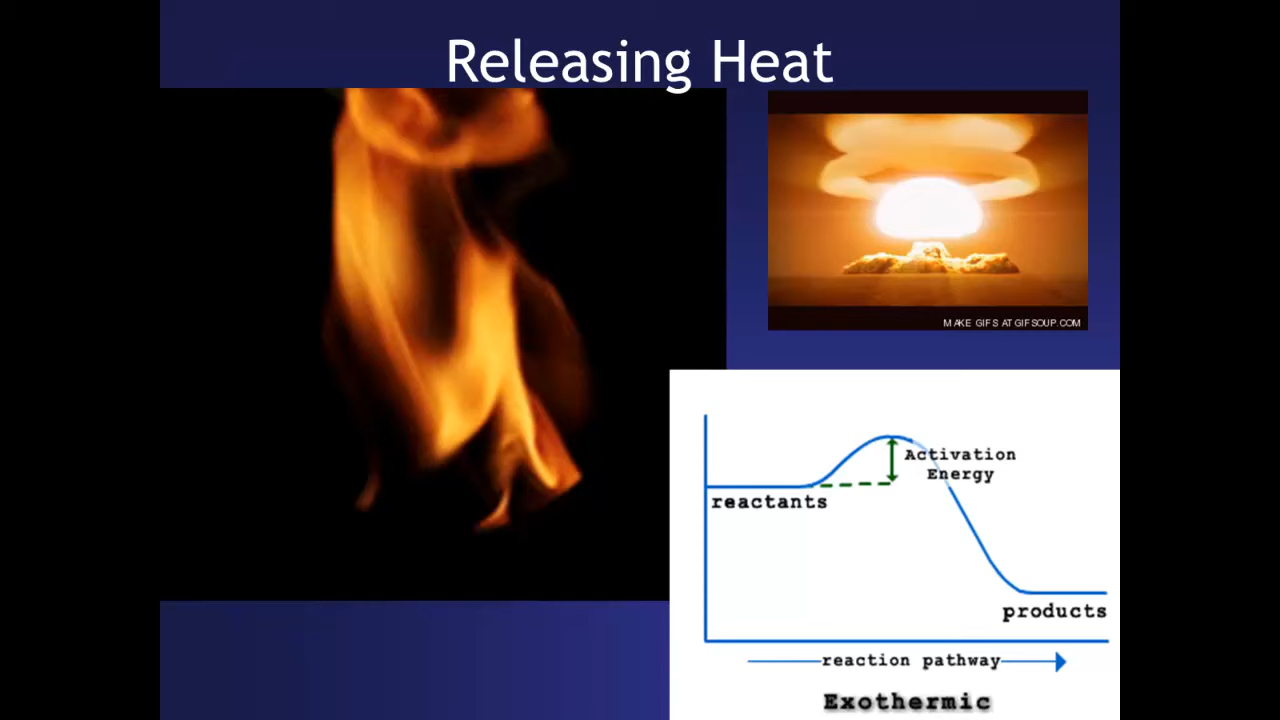 Releasing Heat
MAKE GIFS AT GIFSOUP.COM
Activation
Energy
reactants
products
reaction pathway
Exothermic